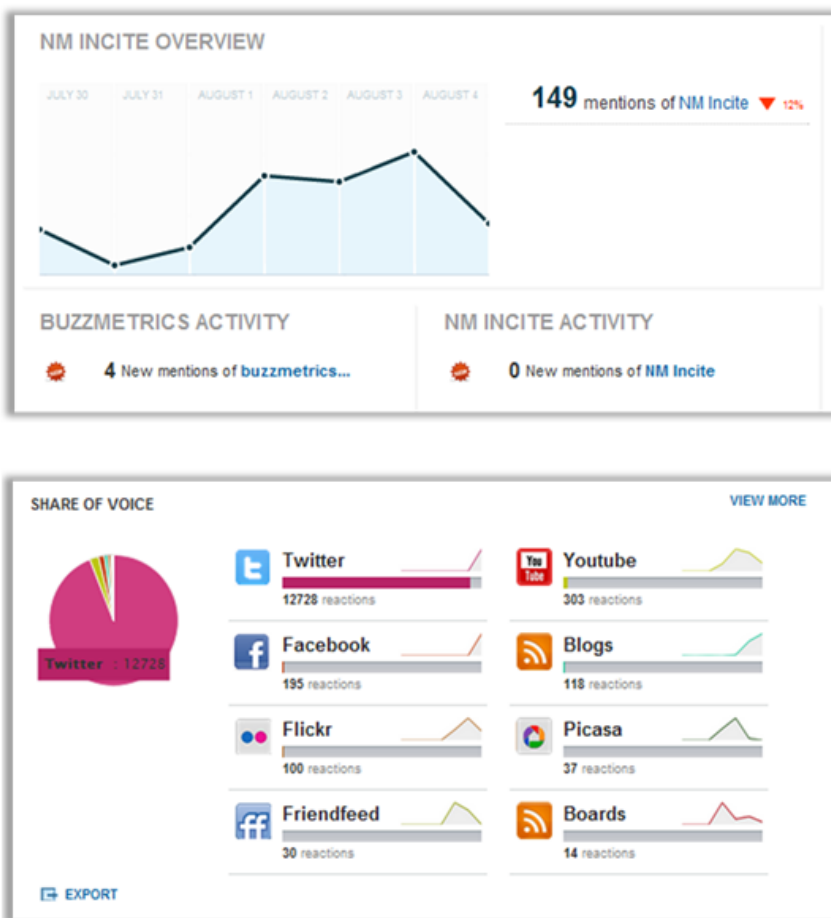 NM INCITE OVERVIEW
JULY 30 JULY 31 AUGUST 1 AUGUST 2 AUGUST 3 AUGUST 4
149 mentions of NM Incite 12%
BUZZMETRICS ACTIVITY
4 New mentions of buzzmetrics...
NM INCITE ACTIVITY
0 New mentions of NM Incite
SHARE OF VOICE
VIEW MORE
Twitter : 12728
Twitter
12728 reactions
You Tube
Youtube
303 reactions
Facebook
195 reactions
Blogs
118 reactions
Flickr
100 reactions
Picasa
37 reactions
Friendfeed
30 reactions
Boards
14 reactions
EXPORT